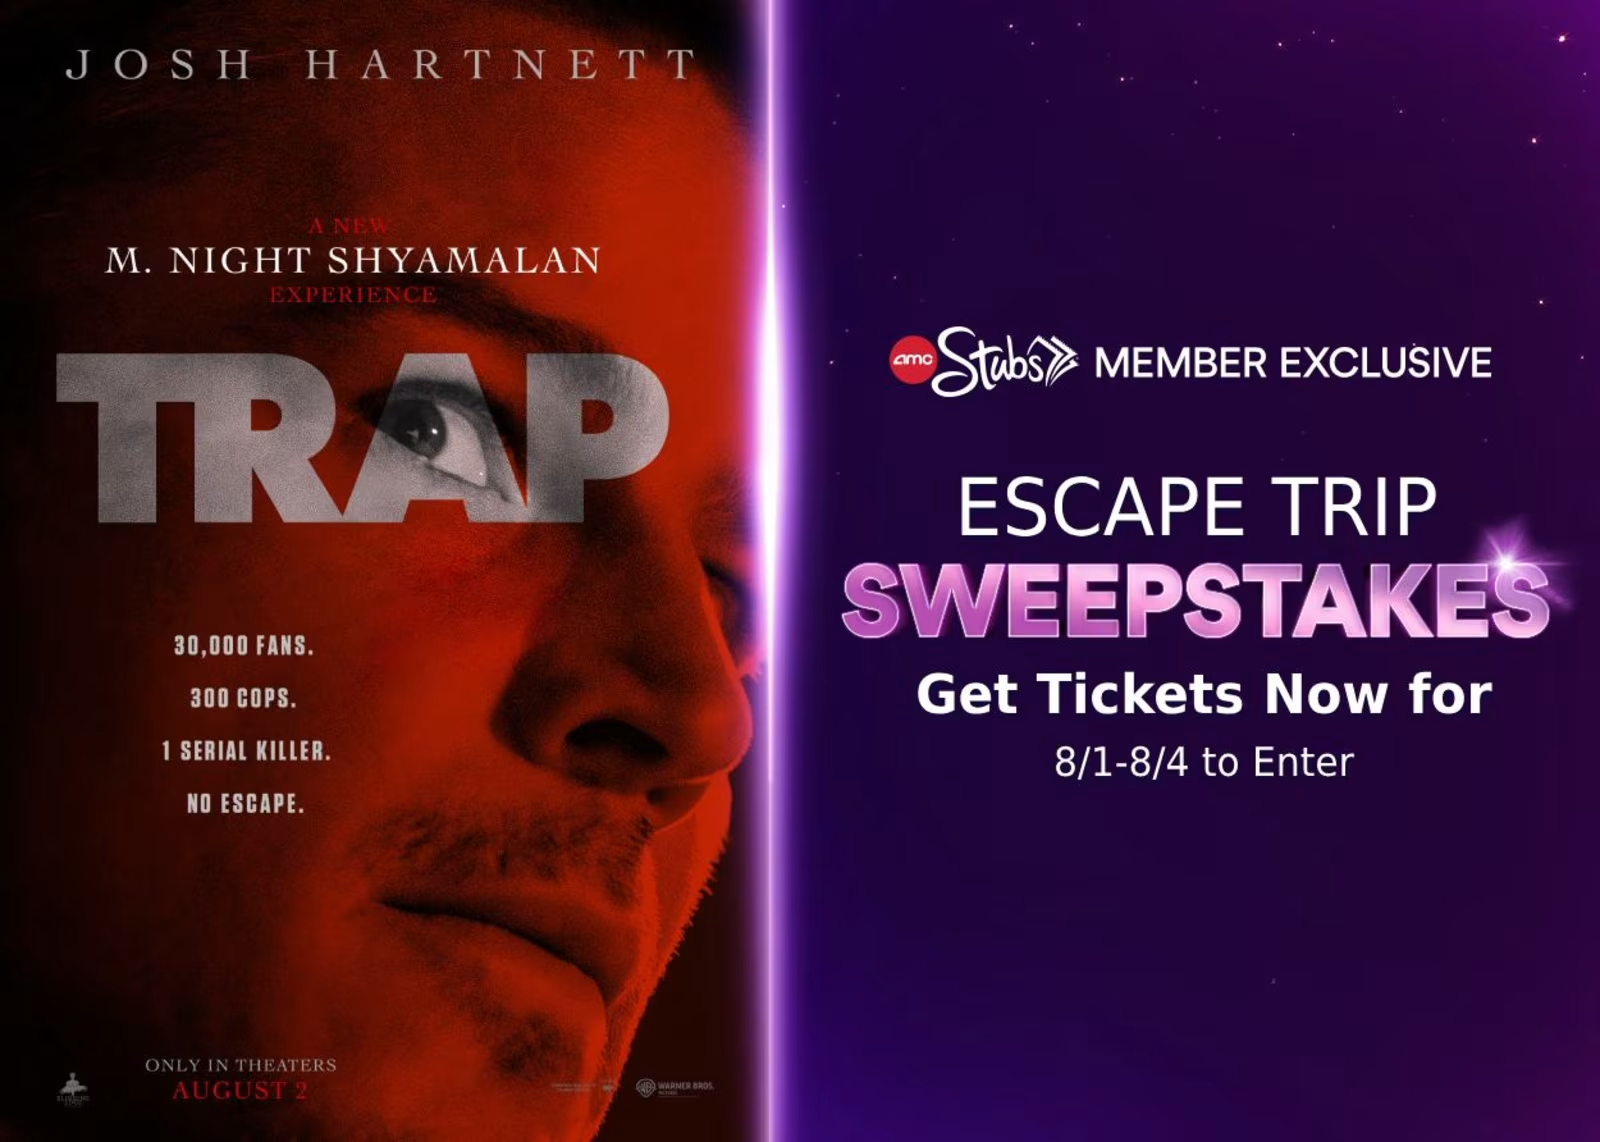 JOSH HARTNETT
A NEW
M. NIGHT SHYAMALAN
EXPERIENCE
TRAP
30,000 FANS.
300 COPS.
1 SERIAL KILLER.
NO ESCAPE.
ONLY IN THEATERS
AUGUST 2
WARNER BROS.
amc Stubs MEMBER EXCLUSIVE
ESCAPE TRIP
SWEEPSTAKES
Get Tickets Now for
8/1-8/4 to Enter